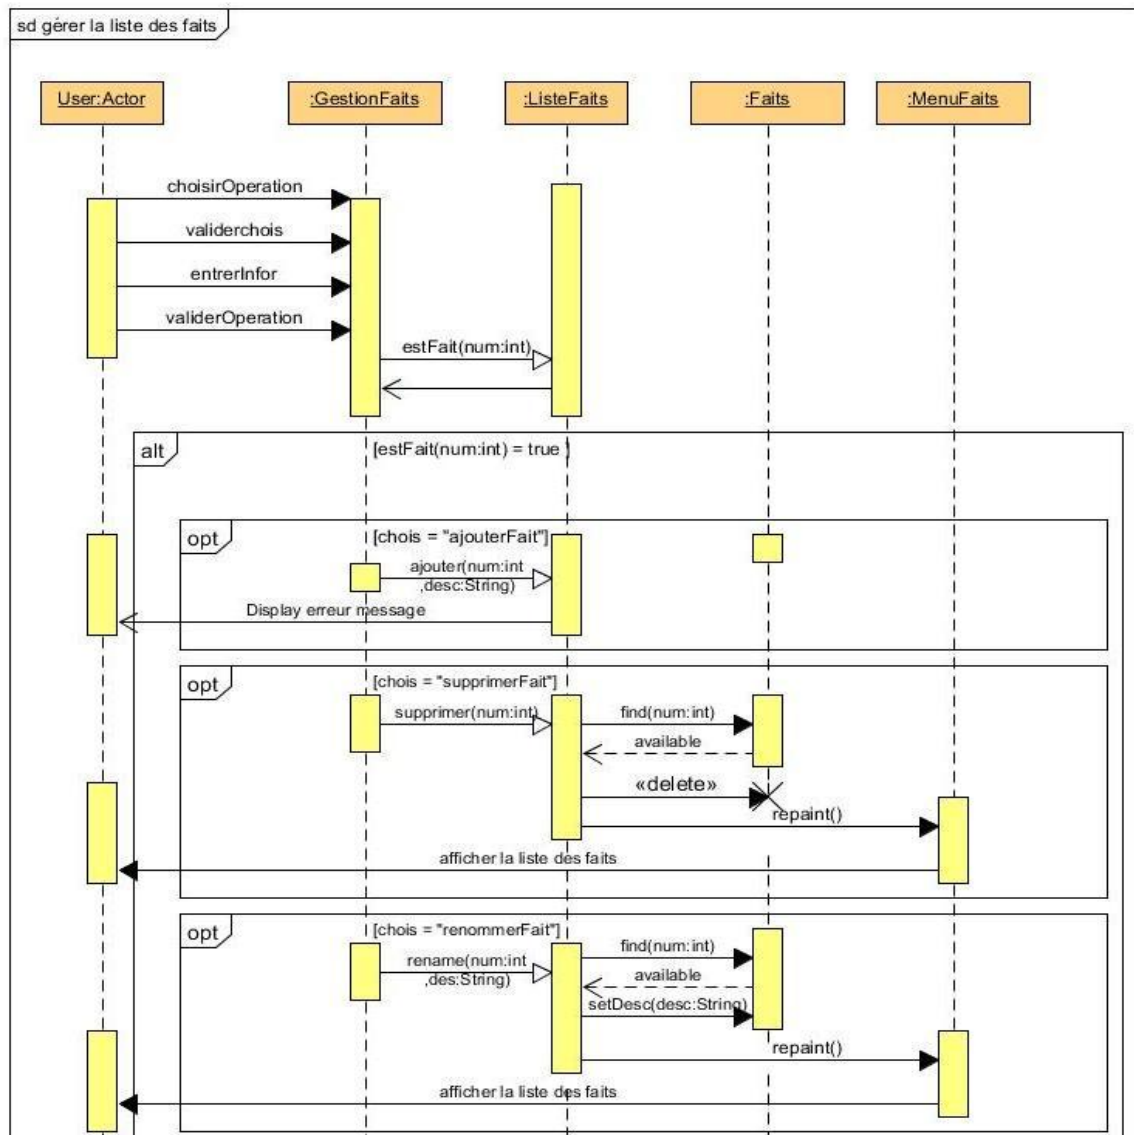 sd gérer la liste des faits
User:Actor
:GestionFaits
:ListeFaits
:Faits
:MenuFaits
choisirOperation
validerchois
entrerInfor
validerOperation
estFait(num:int)
alt
[estFait(num:int) = true ]
opt
[chois = "ajouterFait"]
ajouter(num:int
,desc:String)
Display erreur message
opt
[chois = "supprimerFait"]
supprimer(num:int)
find(num:int)
available
«delete»
repaint()
afficher la liste des faits
opt
[chois = "renommerFait"]
rename(num:int
,des:String)
find(num:int)
available
setDesc(desc:String)
repaint()
afficher la liste des faits